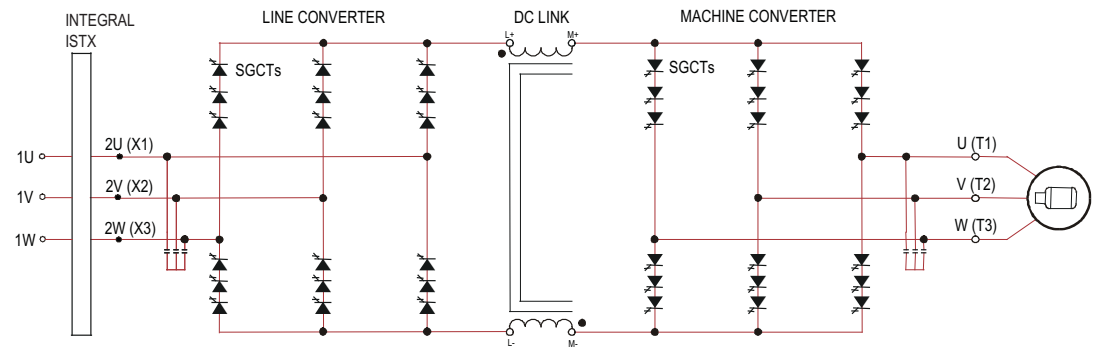 INTEGRAL
ISTX
LINE CONVERTER
DC LINK
MACHINE CONVERTER
L+
M+
SGCTs
SGCTs
1U
2U (X1)
U (T1)
1V
2V (X2)
V (T2)
1W
2W (X3)
W (T3)
L-
M-